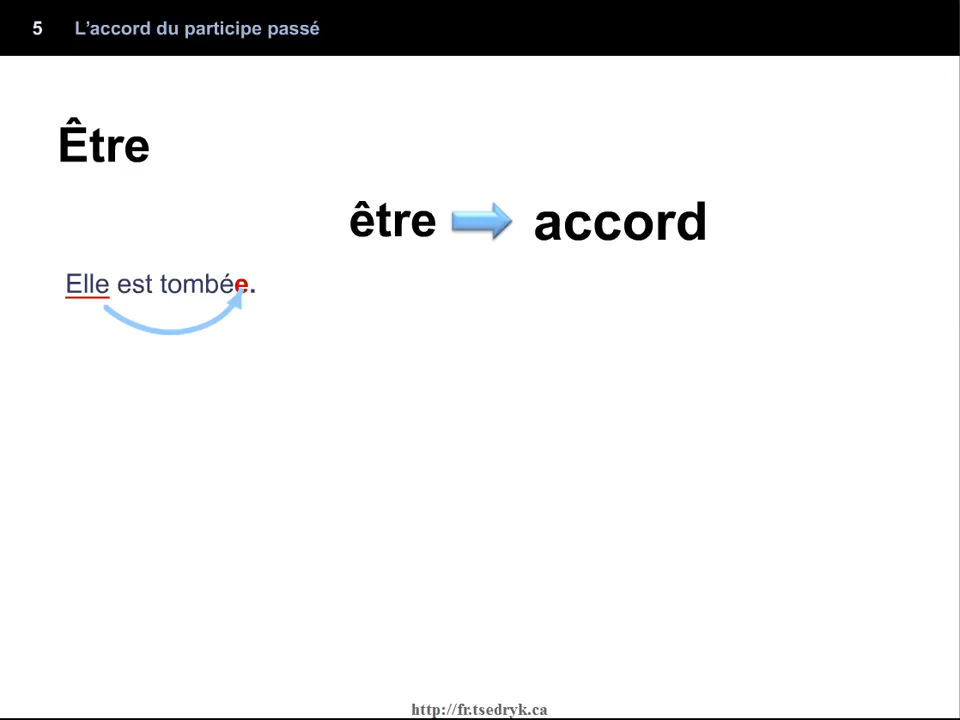 5 L’accord du participe passé
Être
être accord
Elle est tombée.
http://fr.tsedryk.ca